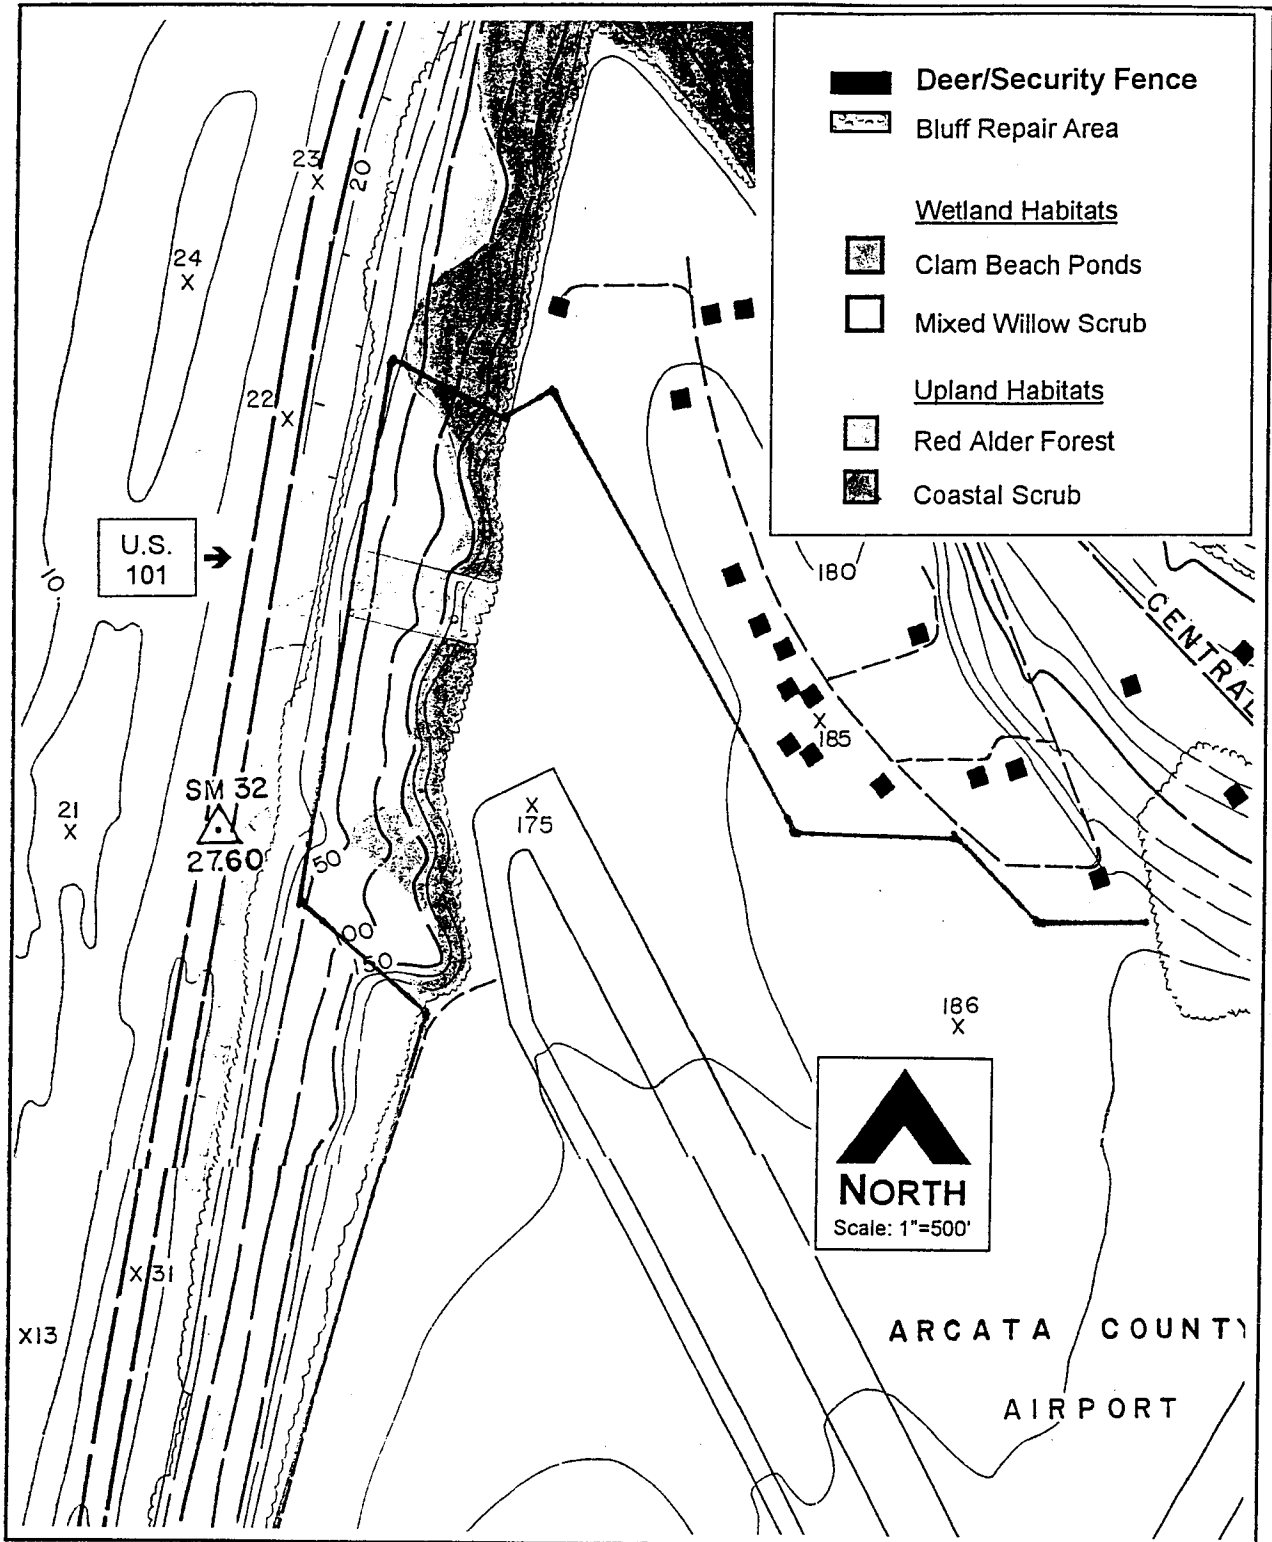 Deer/Security Fence
Bluff Repair Area
Wetland Habitats
Clam Beach Ponds
Mixed Willow Scrub
Upland Habitats
Red Alder Forest
Coastal Scrub
23
X
20
24
X
22
X
U.S.
101
10
180
CENTRAL
X
185
SM 32
27.60
21
X
X
175
50
00
50
186
X
NORTH
Scale: 1"=500'
X 31
X13
ARCATA COUNTY
AIRPORT